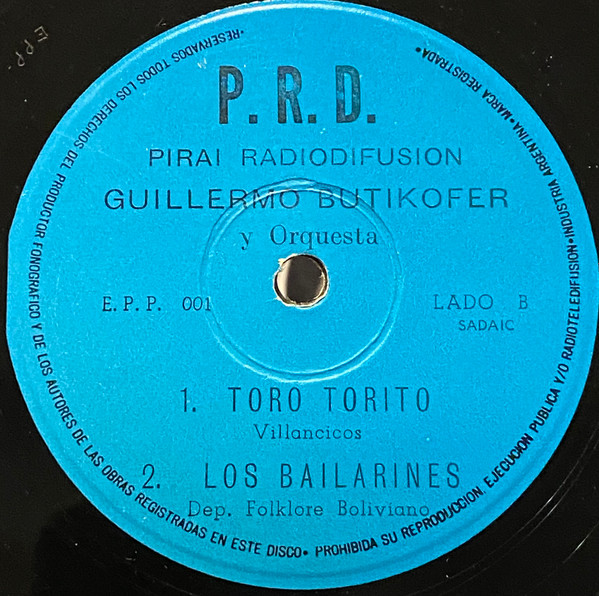 P. R. D.
PIRAI RADIODIFUSION
GUILLERMO BUTIKOFER
y Orquesta
E. P. P. 001
LADO B
SADAIC
1. TORO TORITO
Villancicos
2. LOS BAILARINES
Dep. Folklore Boliviano
•RESERVADOS TODOS LOS DERECHOS DEL PRODUCTOR FONOGRAFICO Y DE LOS AUTORES DE LAS OBRAS REGISTRADAS EN ESTE DISCO• PROHIBIDA SU REPRODUCCION, EJECUCION PUBLICA Y/O RADIOTELEDIFUSION•INDUSTRIA ARGENTINA•MARCA REGISTRADA•
EPP.